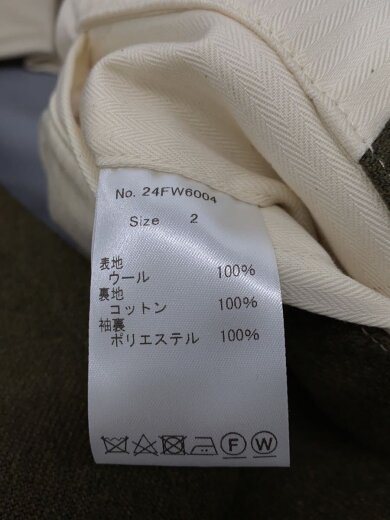 No. 24FW6004
Size 2
表地
ウール 100%
裏地
コットン 100%
袖裏
ポリエステル 100%
F W